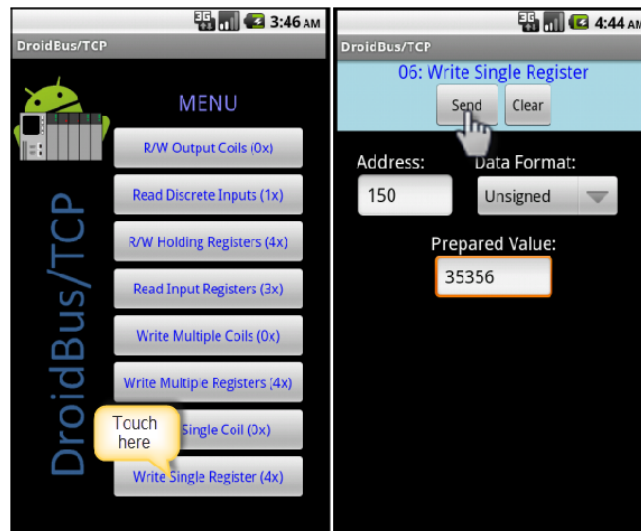 3G 3:46 AM
DroidBus/TCP
MENU
R/W Output Coils (0x)
Read Discrete Inputs (1x)
R/W Holding Registers (4x)
Read Input Registers (3x)
Write Multiple Coils (0x)
Write Multiple Registers (4x)
Single Coil (0x)
Touch
here
Write Single Register (4x)
DroidBus/TCP
3G 4:44 AM
DroidBus/TCP
06: Write Single Register
Send Clear
Address: Data Format:
150 Unsigned
Prepared Value:
35356